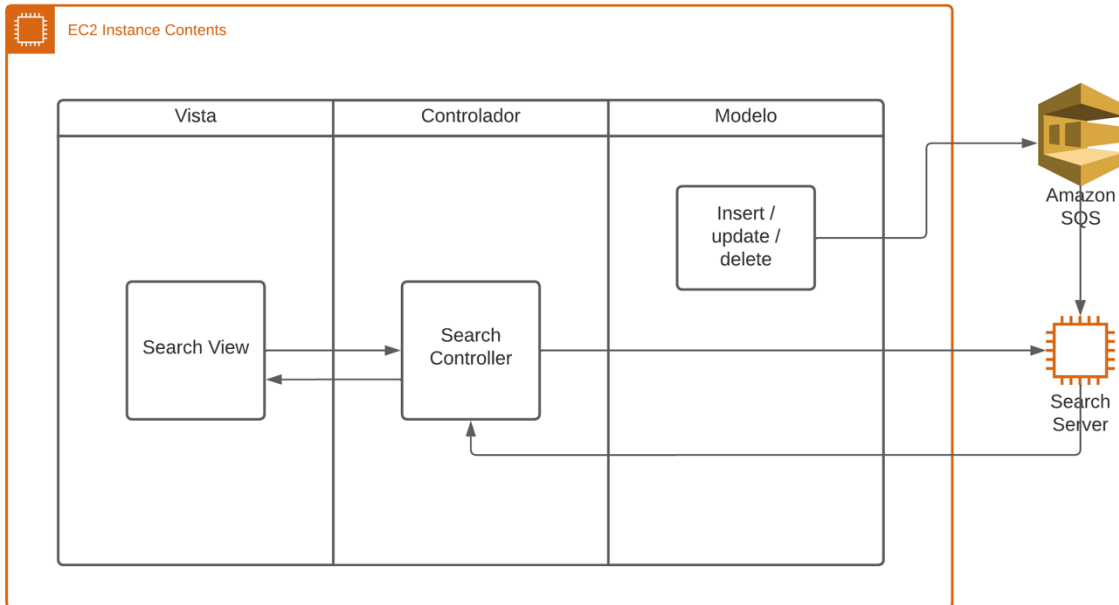 EC2 Instance Contents
Vista
Controlador
Modelo
Insert /
update /
delete
Amazon
SQS
Search View
Search
Controller
Search
Server